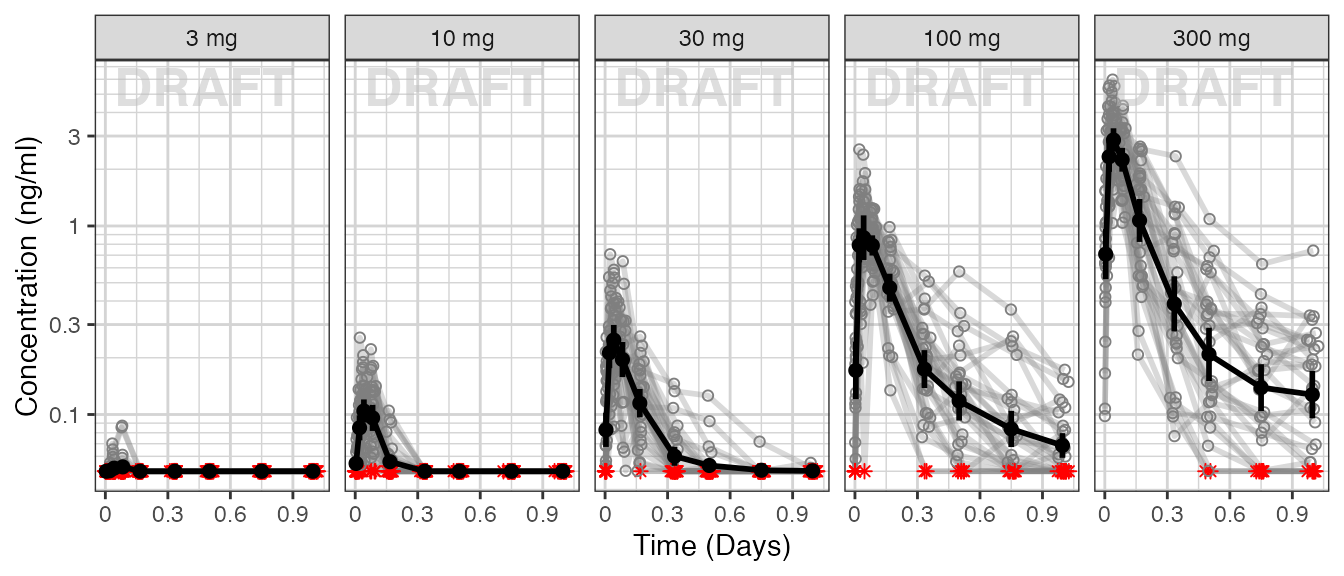 3 mg 10 mg 30 mg 100 mg 300 mg
DRAFT DRAFT DRAFT DRAFT DRAFT
Concentration (ng/ml)
3
1
0.3
0.1
0 0.3 0.6 0.9 0 0.3 0.6 0.9 0 0.3 0.6 0.9 0 0.3 0.6 0.9 0 0.3 0.6 0.9
Time (Days)